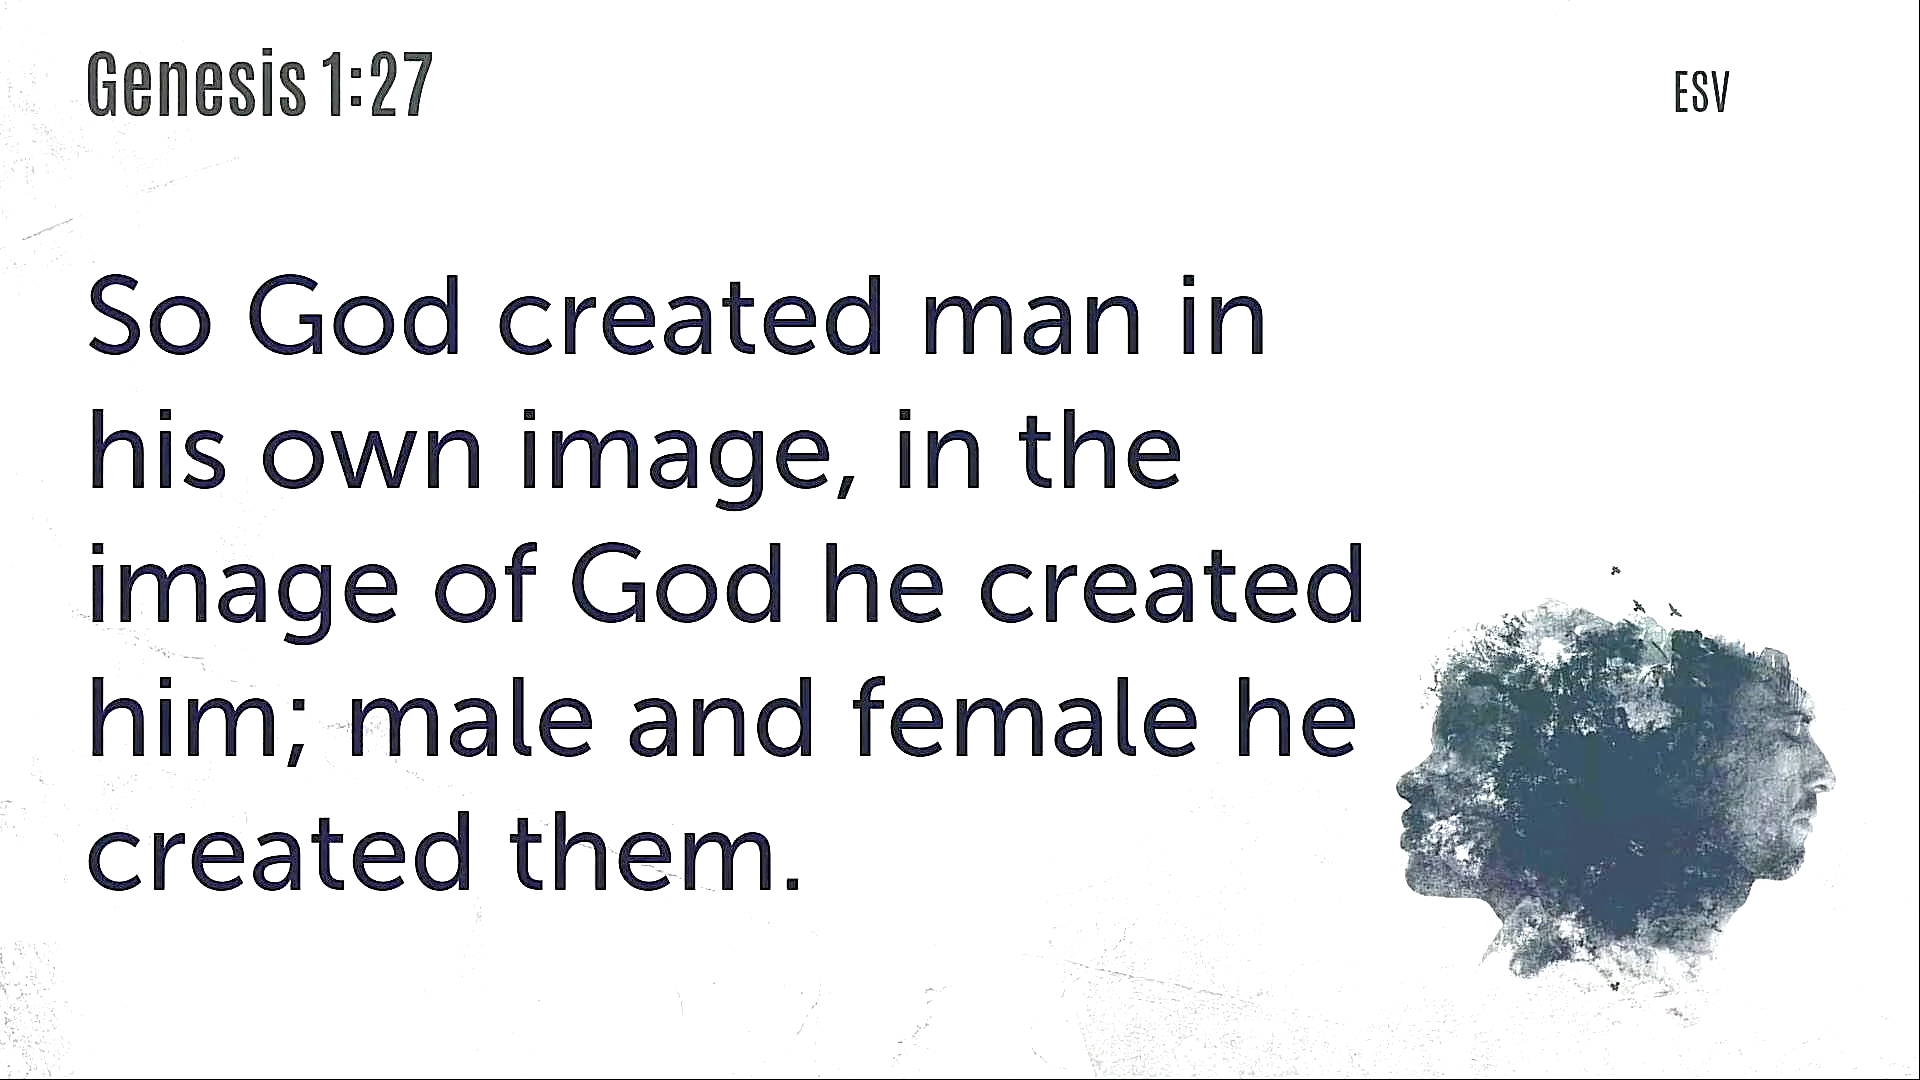 Genesis 1:27
ESV
So God created man in
his own image, in the
image of God he created
him; male and female he
created them.